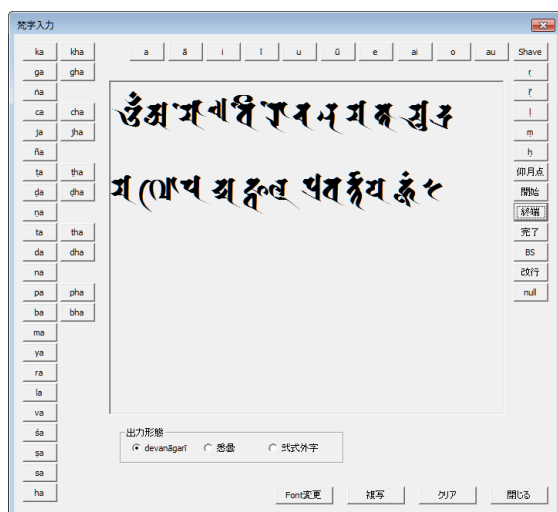 梵字入力
ka kha a ā i ī u ū e ai o au Shave
ga gha ṛ
ṅa ṝ
ca cha ḷ
ja jha ṃ
ña ḥ
ṭa ṭha 仰月点
ḍa ḍha 開始
ṇa 終端
ta tha 完了
da dha BS
na 改行
pa pha null
ba bha
ma
ya
ra
la
va
śa
ṣa
sa
ha
出力形態
devanāgarī 悉曇 弐式外字
Font変更 複写 クリア 閉じる